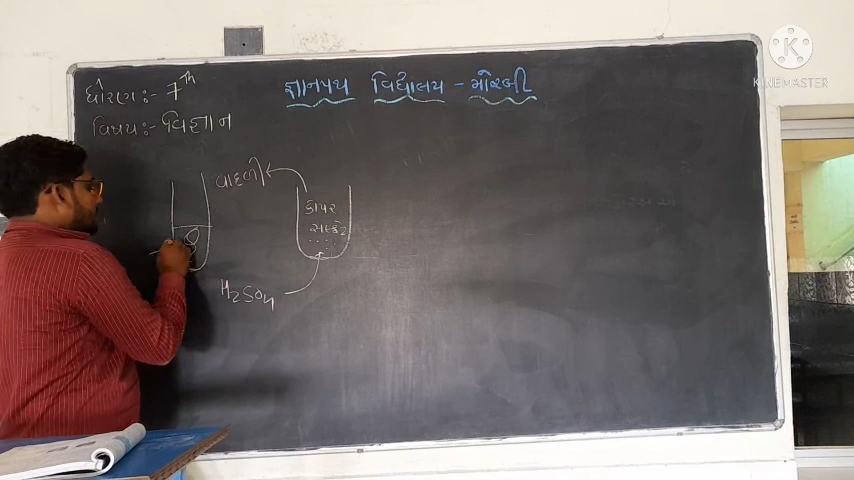 જ્ઞાનપથ વિદ્યાલય - મોરબી
ધોરણ :- 7th
વિષય :- વિજ્ઞાન
વાદળી
કોપર
સલ્ફેટ
H2SO4
KINEMASTER